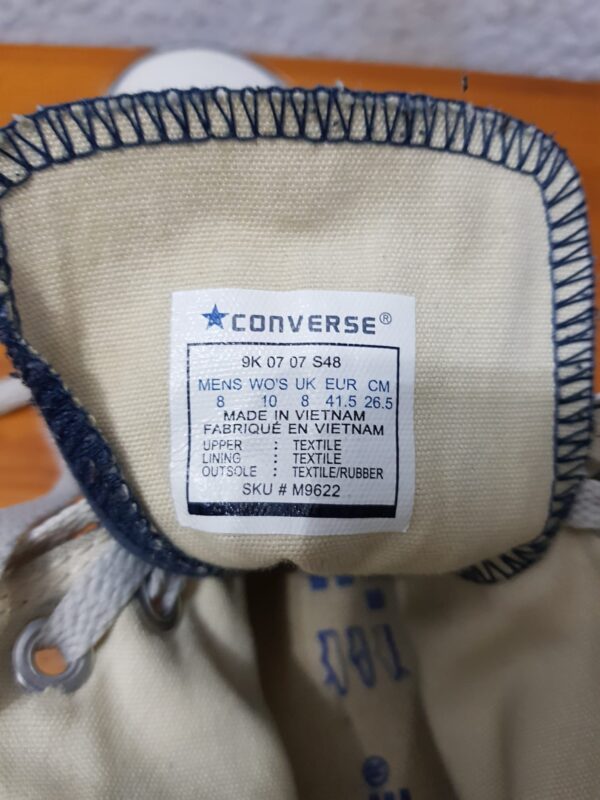 CONVERSE®
9K 07 07 S48
MENS WO'S UK EUR CM
8 10 8 41.5 26.5
MADE IN VIETNAM
FABRIQUÉ EN VIETNAM
UPPER : TEXTILE
LINING : TEXTILE
OUTSOLE : TEXTILE/RUBBER
SKU # M9622